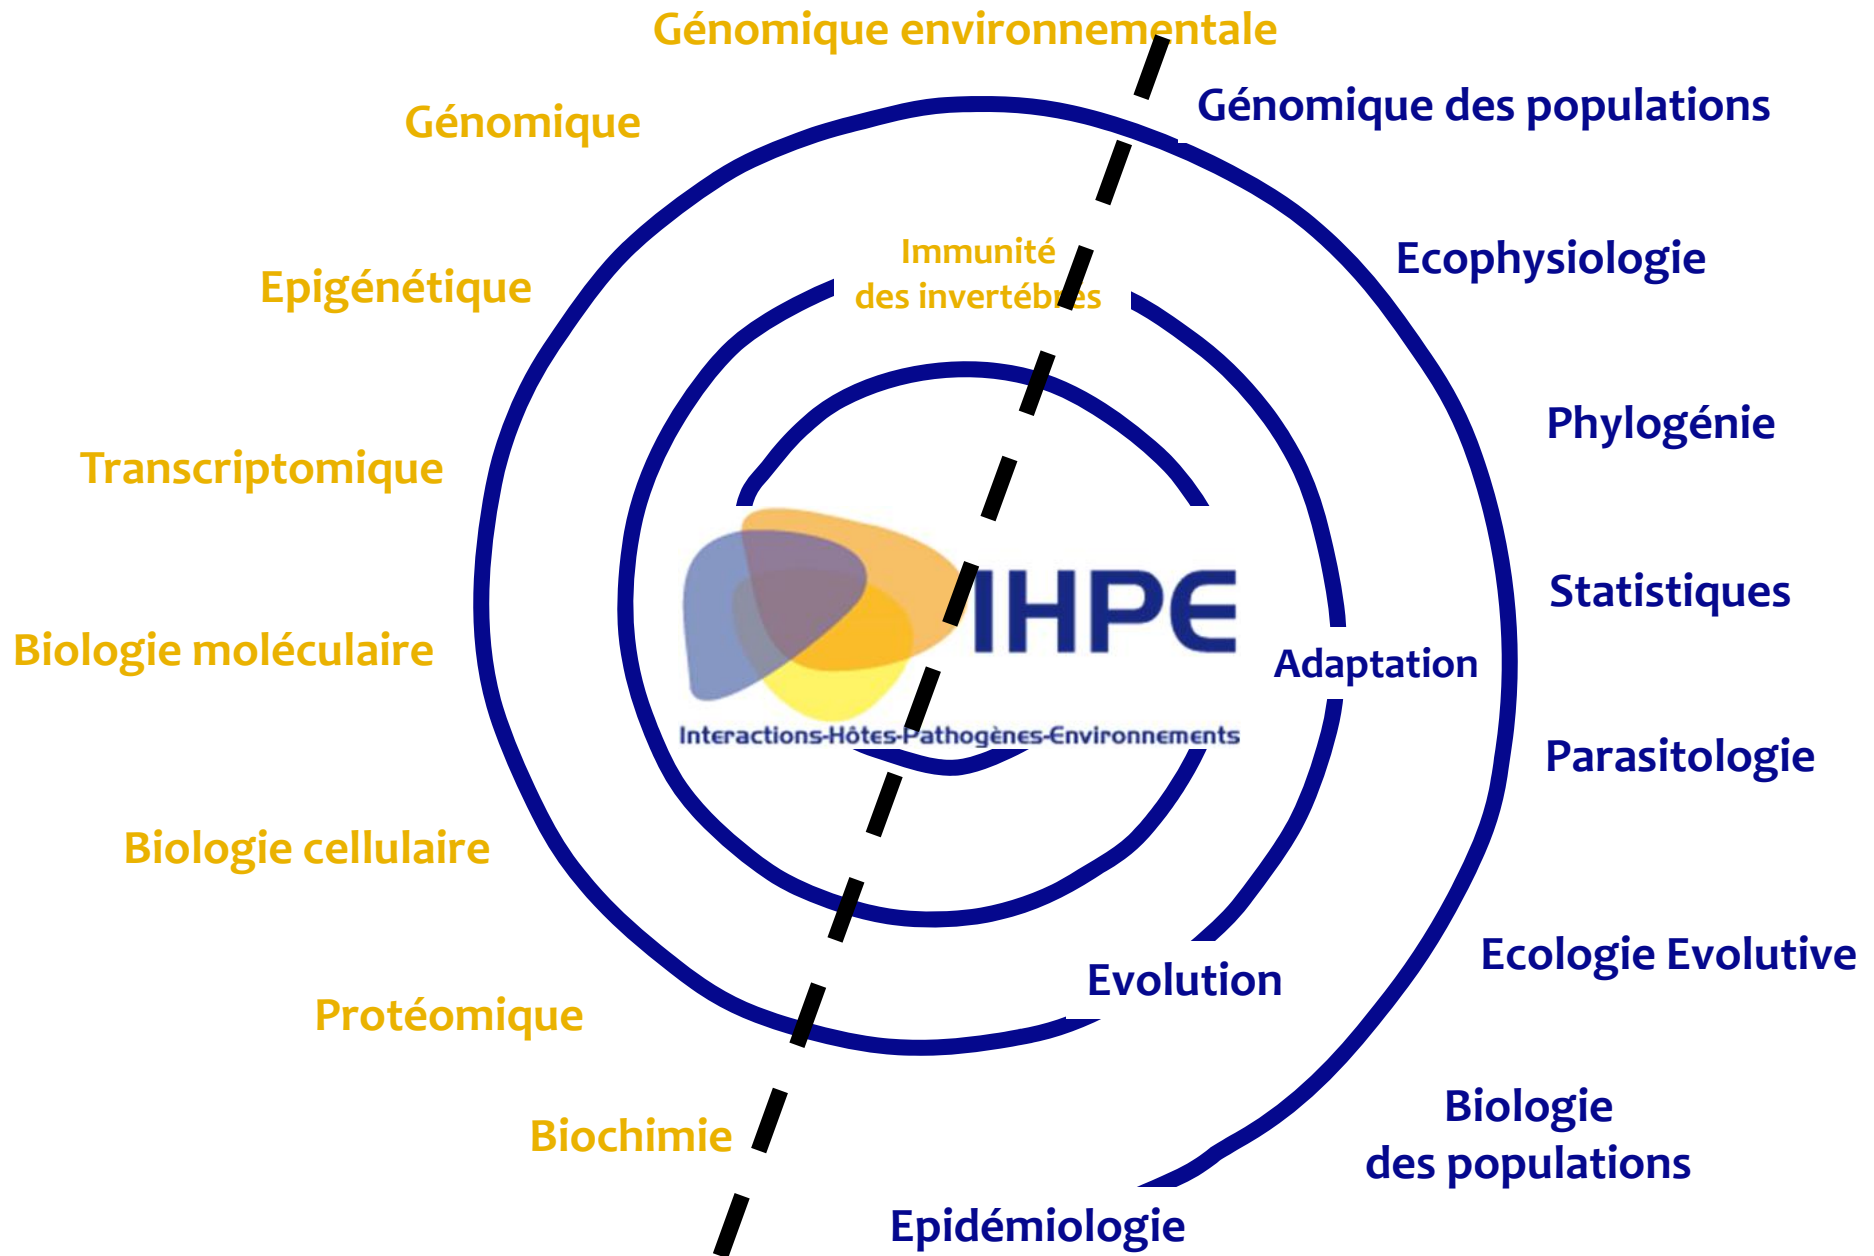 Génomique environnementale
Génomique des populations
Génomique
Immunité
des invertébrés
Ecophysiologie
Epigénétique
Phylogénie
Transcriptomique
Statistiques
IHPE
Biologie moléculaire
Adaptation
Interactions-Hôtes-Pathogènes-Environnements
Parasitologie
Biologie cellulaire
Ecologie Evolutive
Evolution
Protéomique
Biologie
des populations
Biochimie
Epidémiologie